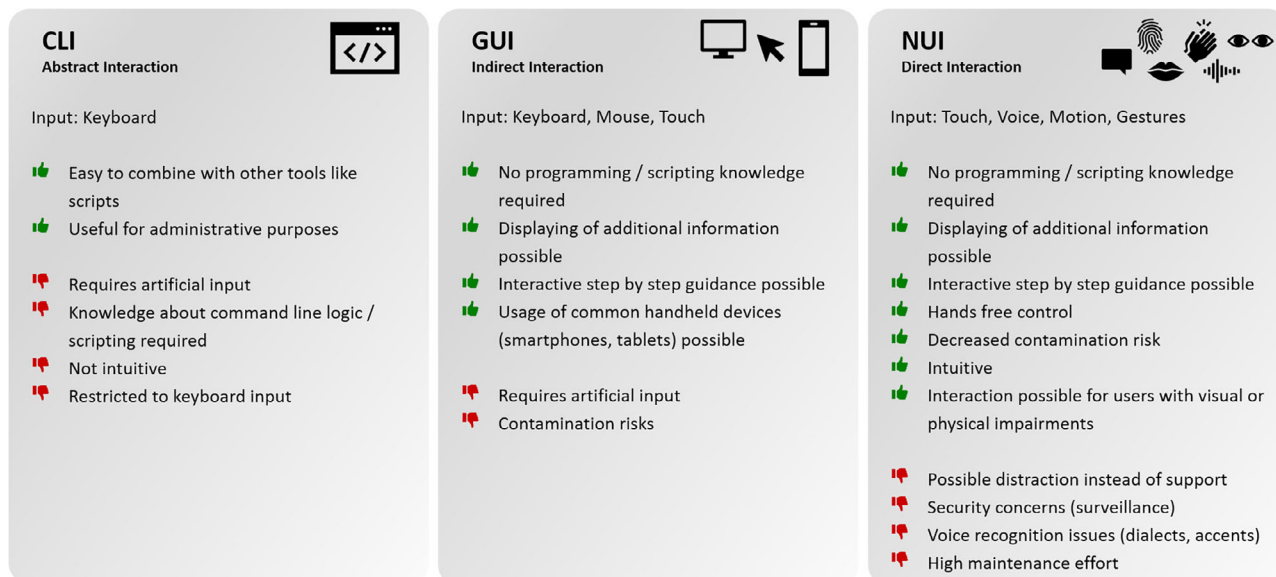 CLI
Abstract Interaction
</>
Input: Keyboard
Easy to combine with other tools like
scripts
Useful for administrative purposes
Requires artificial input
Knowledge about command line logic /
scripting required
Not intuitive
Restricted to keyboard input
GUI
Indirect Interaction
Input: Keyboard, Mouse, Touch
No programming / scripting knowledge
required
Displaying of additional information
possible
Interactive step by step guidance possible
Usage of common handheld devices
(smartphones, tablets) possible
Requires artificial input
Contamination risks
NUI
Direct Interaction
Input: Touch, Voice, Motion, Gestures
No programming / scripting knowledge
required
Displaying of additional information
possible
Interactive step by step guidance possible
Hands free control
Decreased contamination risk
Intuitive
Interaction possible for users with visual or
physical impairments
Possible distraction instead of support
Security concerns (surveillance)
Voice recognition issues (dialects, accents)
High maintenance effort